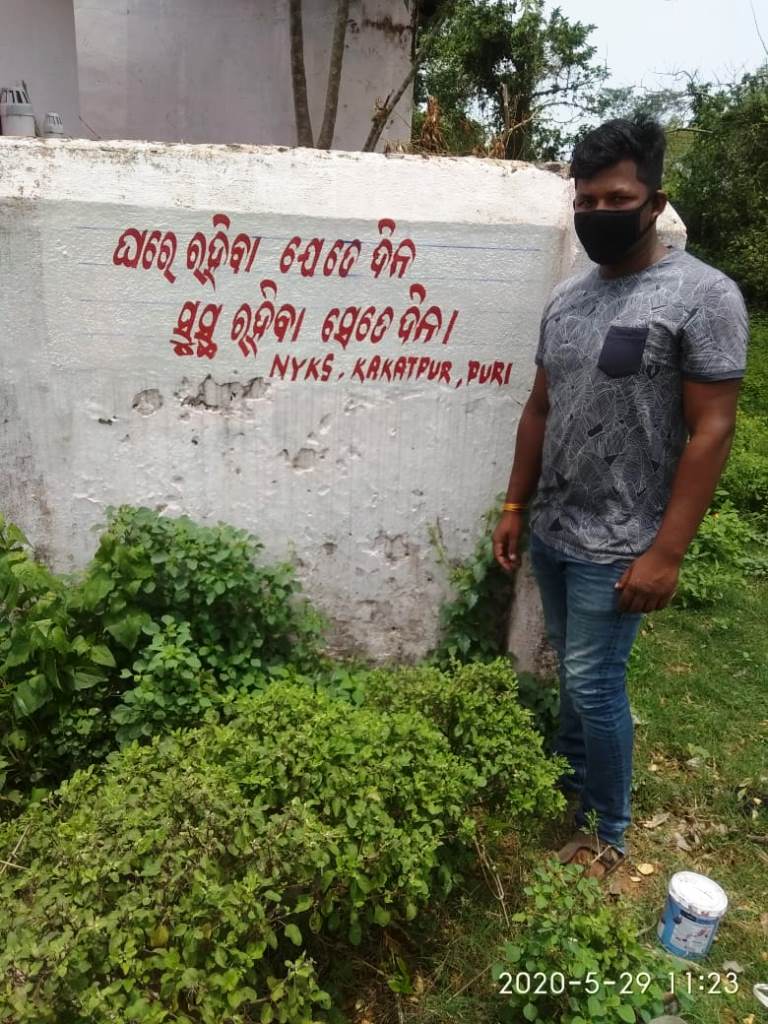 ଘରେ ରହିବା ଯେତେ ଦିନ
ସୁସ୍ଥ ରହିବା ସେତେ ଦିନ।
NYKS, KAKATPUR, PURI
2020-5-29 11:23